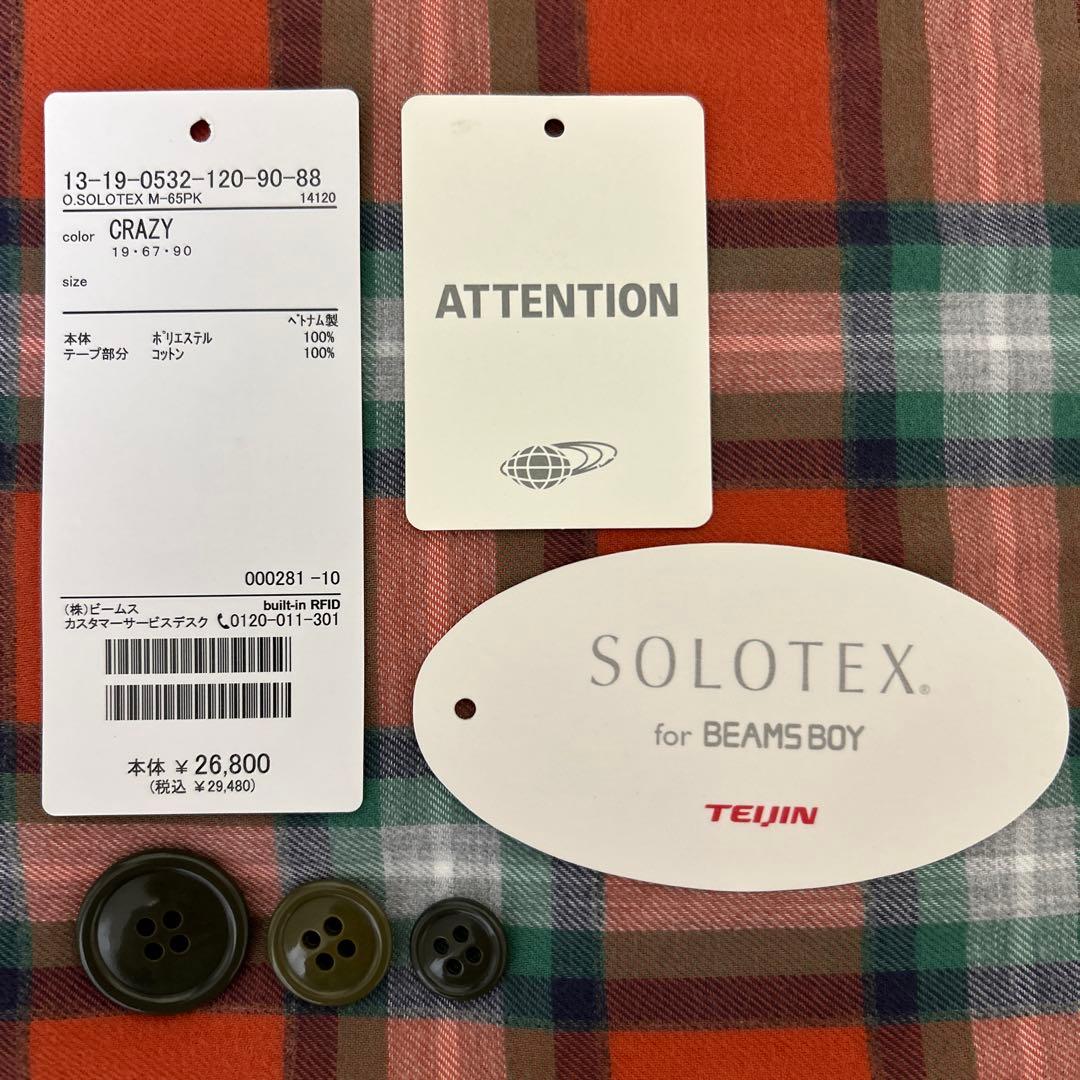 13-19-0532-120-90-88
O.SOLOTEX M-65PK 14120
color CRAZY
19・67・90
size
ﾍﾞﾄﾅﾑ製
本体 ﾎﾟﾘｴｽﾃﾙ 100%
テープ部分 ｺｯﾄﾝ 100%
000281 -10
(株)ビームス built-in RFID
カスタマーサービスデスク 0120-011-301
本体 ¥ 26,800
(税込 ¥29,480)
ATTENTION
SOLOTEX®
for BEAMS BOY
TEIJIN